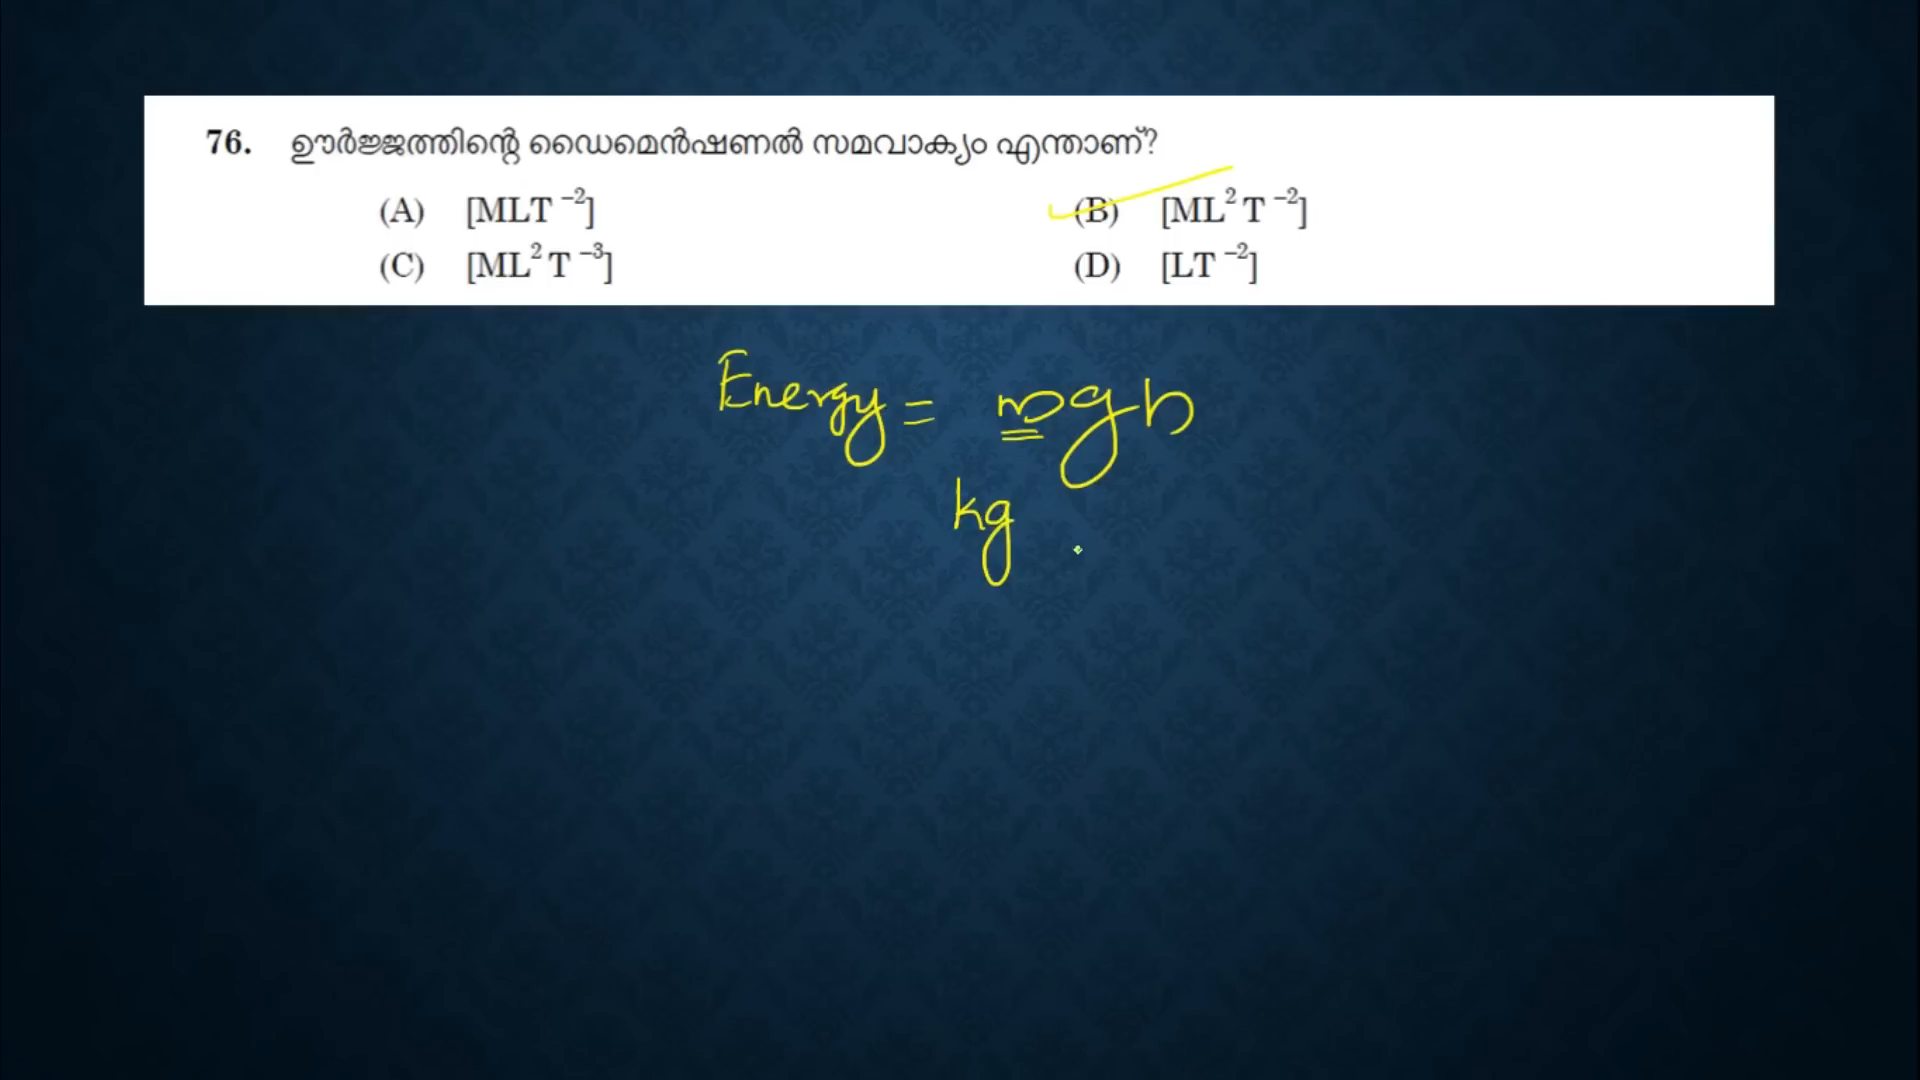 76. ഊർജ്ജത്തിന്റെ ഡൈമെൻഷണൽ സമവാക്യം എന്താണ്?
(A) [MLT⁻²] (B) [ML²T⁻²]
(C) [ML²T⁻³] (D) [LT⁻²]
Energy = mgh
kg